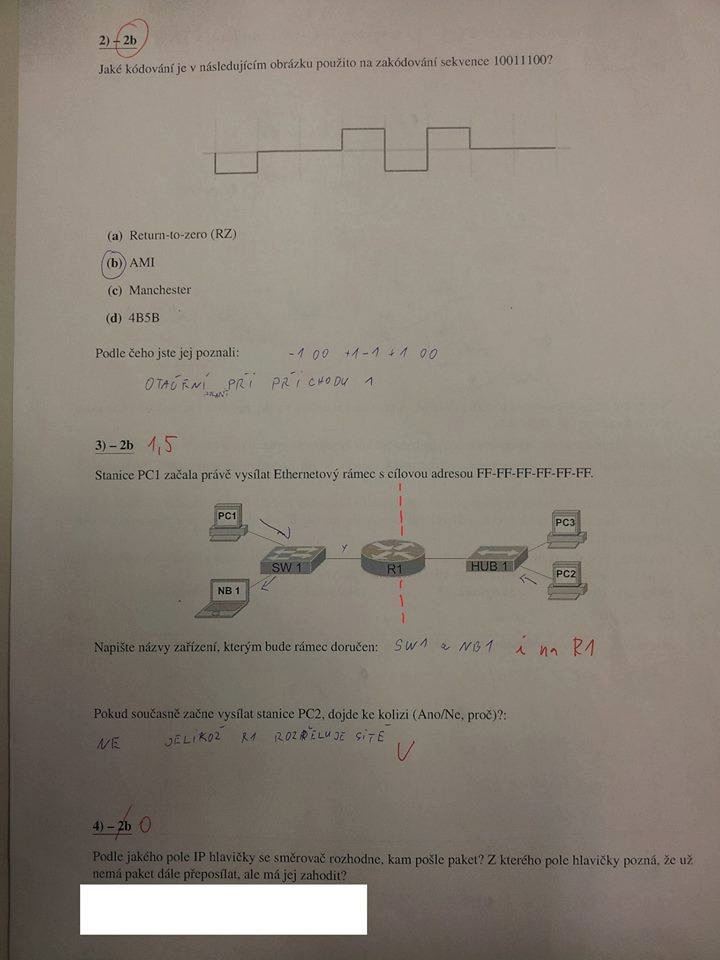 2) – 2b
Jaké kódování je v následujícím obrázku použito na zakódování sekvence 10011100?
(a) Return-to-zero (RZ)
(b) AMI
(c) Manchester
(d) 4B5B
Podle čeho jste jej poznali: -1 00 +1 -1 +1 00
OTAČENÍ PŘI PŘÍCHODU 1
3) – 2b 1,5
Stanice PC1 začala právě vysílat Ethernetový rámec s cílovou adresou FF-FF-FF-FF-FF-FF.
PC1
PC3
SW 1
R1
HUB 1
PC2
NB 1
Napište názvy zařízení, kterým bude rámec doručen: SW1 a NB1 i na R1
Pokud současně začne vysílat stanice PC2, dojde ke kolizi (Ano/Ne, proč)?:
NE JELIKOŽ R1 ROZDĚLUJE SÍTĚ
4) – 2b 0
Podle jakého pole IP hlavičky se směrovač rozhodne, kam pošle paket? Z kterého pole hlavičky pozná, že už
nemá paket dále přeposílat, ale má jej zahodit?